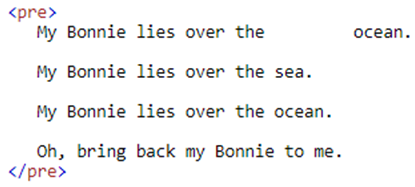 <pre>
   My Bonnie lies over the         ocean.
   My Bonnie lies over the sea.
   My Bonnie lies over the ocean.
   Oh, bring back my Bonnie to me.
</pre>